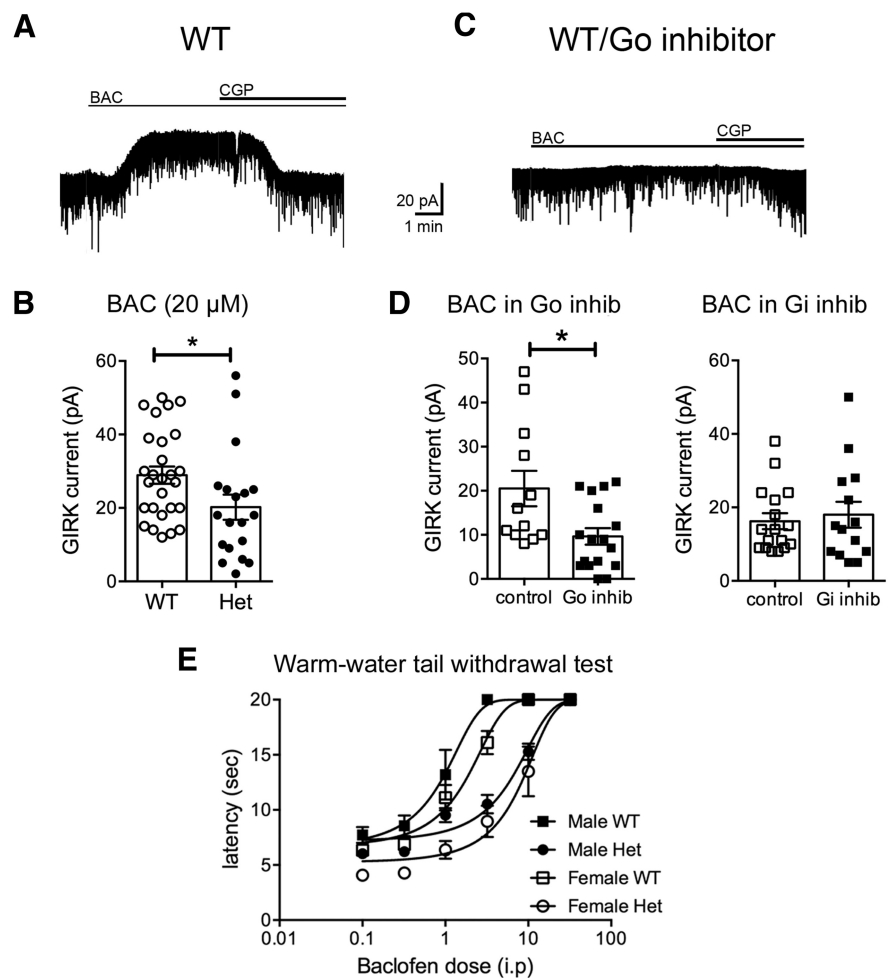 A
WT
BAC
CGP
20 pA
1 min
C
WT/Go inhibitor
BAC
CGP
B
BAC (20 µM)
*
60
40
20
0
GIRK current (pA)
WT
Het
D
BAC in Go inhib
*
50
40
30
20
10
0
GIRK current (pA)
control
Go inhib
BAC in Gi inhib
60
40
20
0
GIRK current (pA)
control
Gi inhib
E
Warm-water tail withdrawal test
20
15
10
5
0
latency (sec)
Male WT
Male Het
Female WT
Female Het
0.01
0.1
1
10
100
Baclofen dose (i.p)